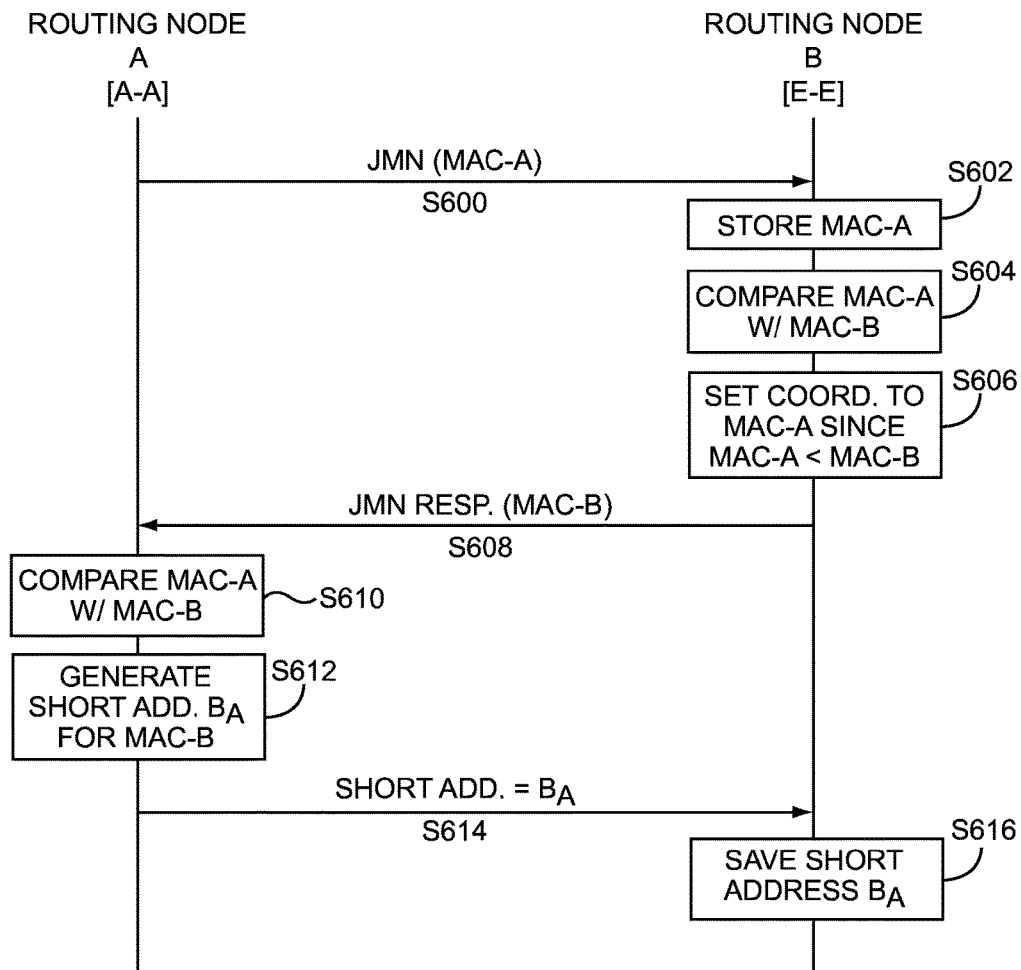 ROUTING NODE
A
[A-A]
ROUTING NODE
B
[E-E]
JMN (MAC-A)
S600
S602
STORE MAC-A
S604
COMPARE MAC-A
W/ MAC-B
S606
SET COORD. TO
MAC-A SINCE
MAC-A < MAC-B
JMN RESP. (MAC-B)
S608
COMPARE MAC-A
W/ MAC-B
S610
S612
GENERATE
SHORT ADD. BA
FOR MAC-B
SHORT ADD. = BA
S614
S616
SAVE SHORT
ADDRESS BA